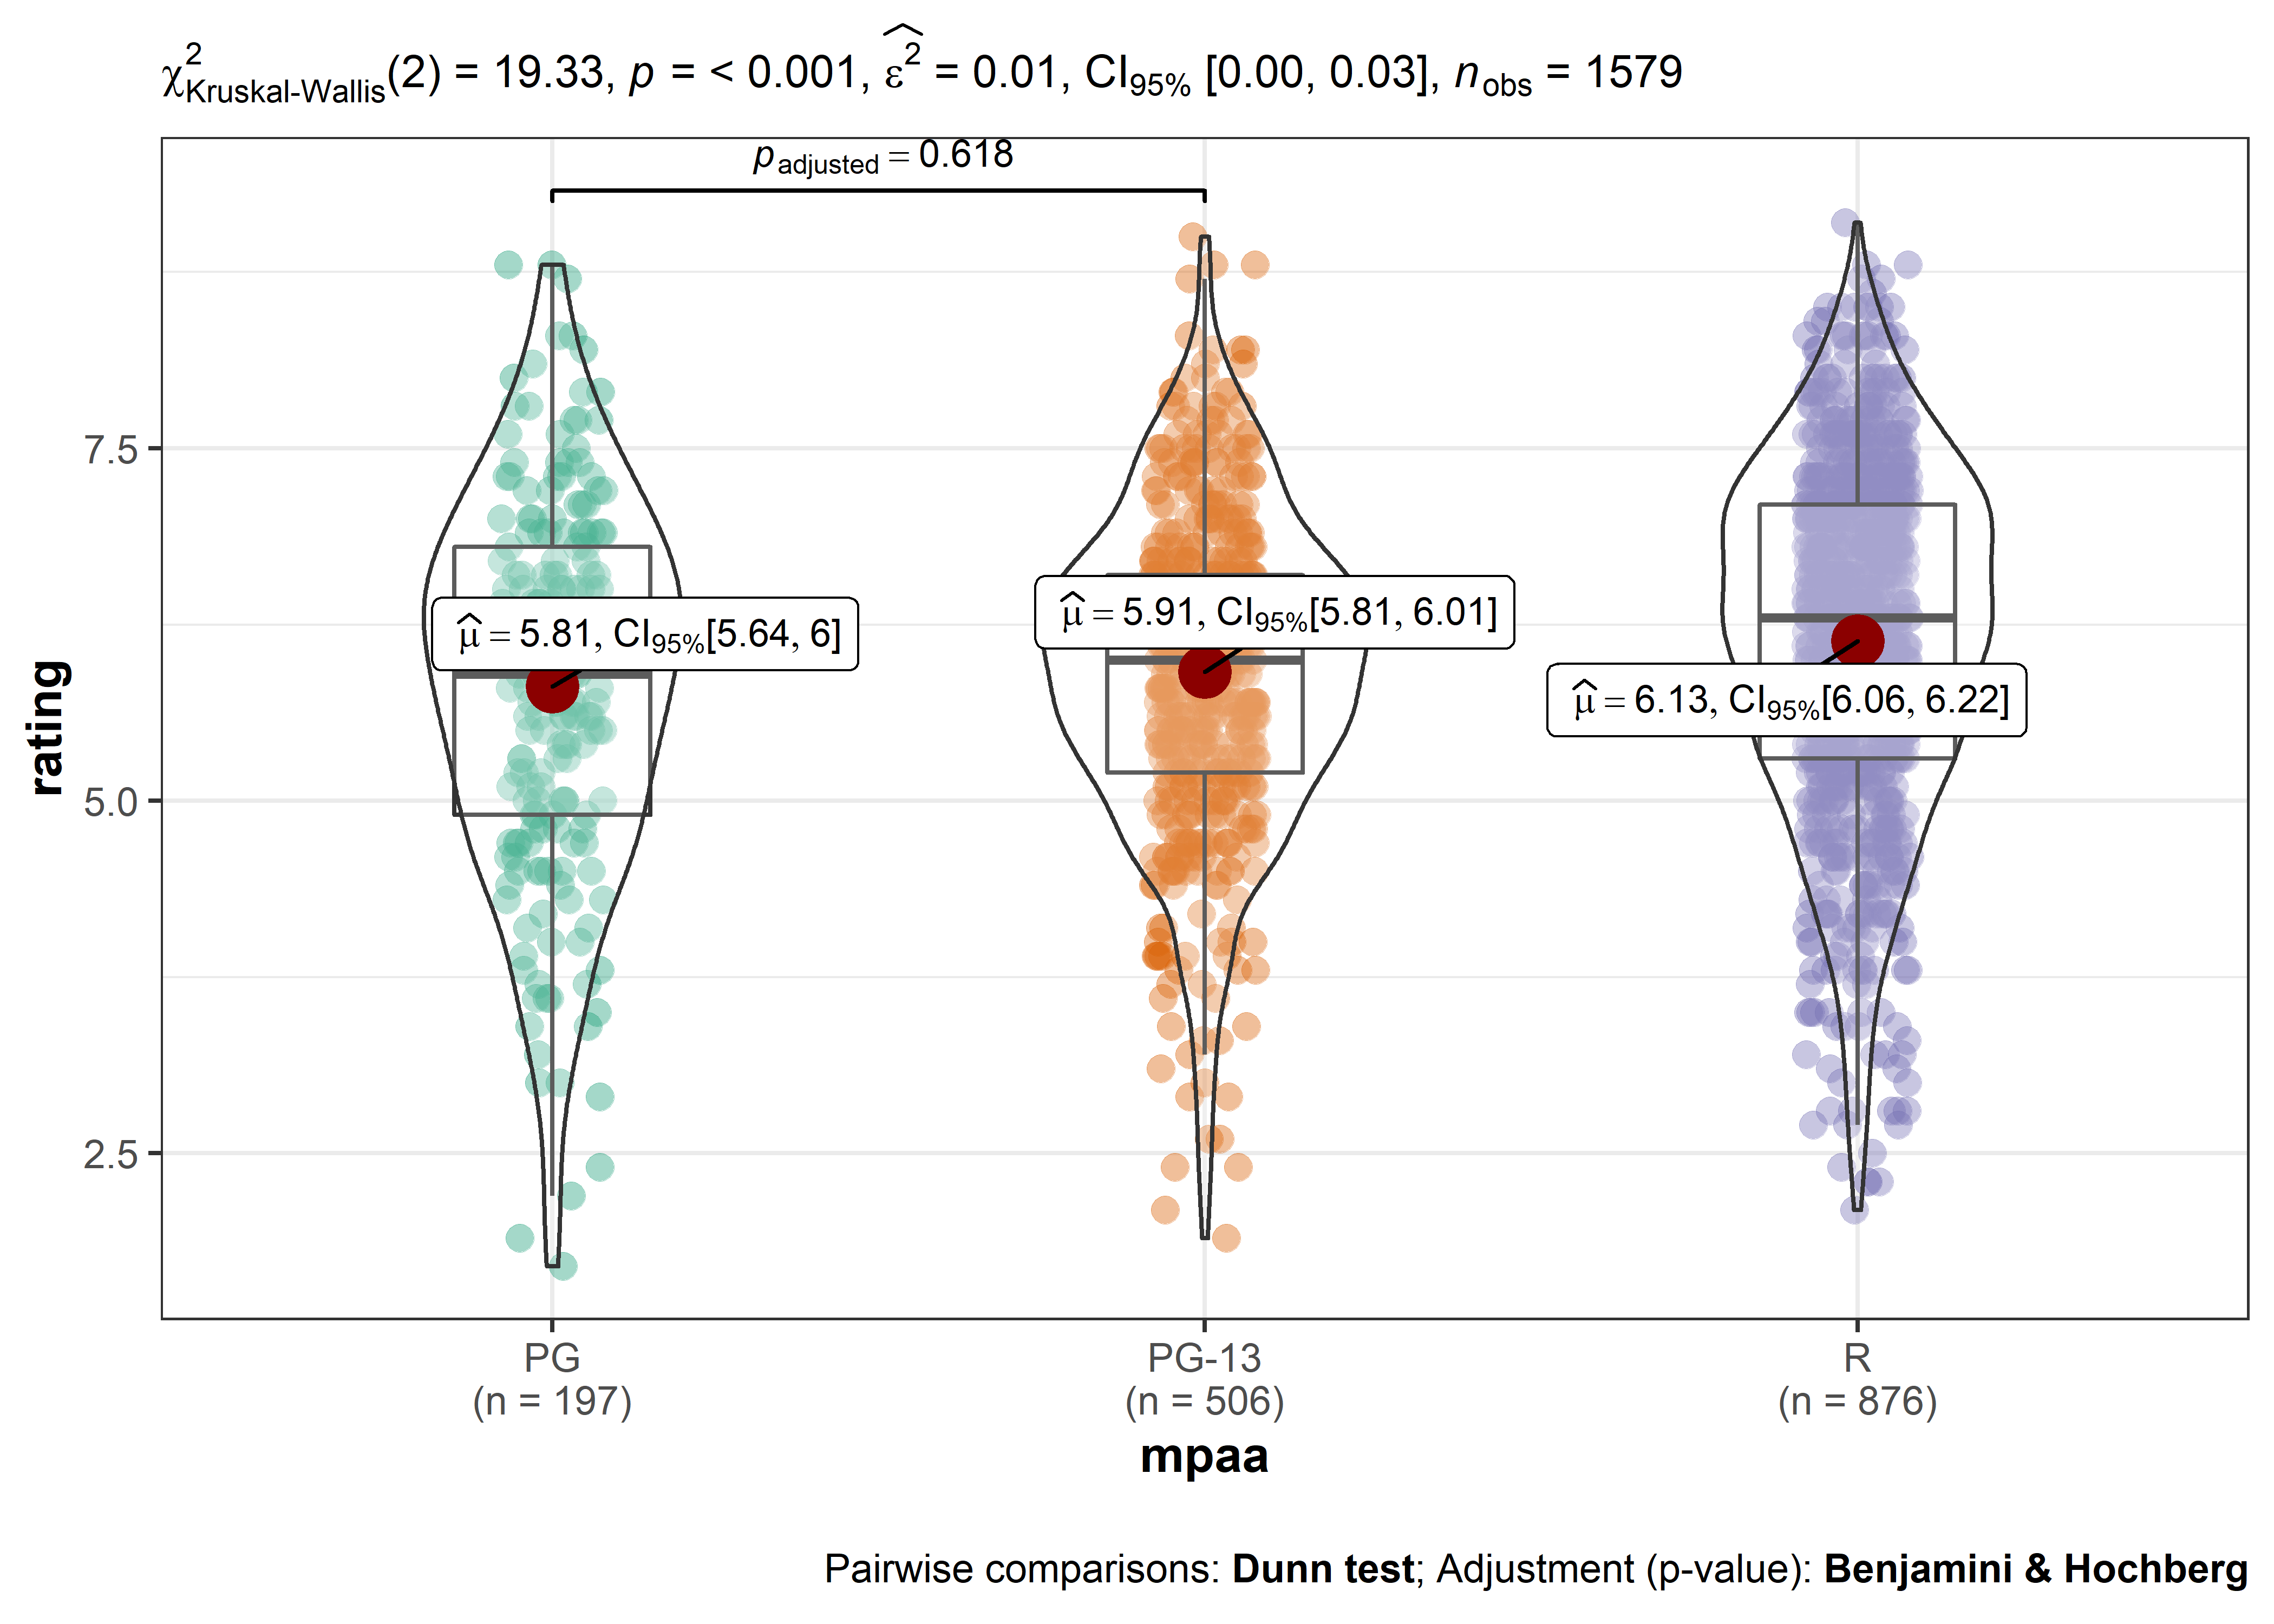 χ²Kruskal-Wallis(2) = 19.33, p = < 0.001, ε̂² = 0.01, CI95% [0.00, 0.03], nobs = 1579
padjusted = 0.618
7.5
5.0
2.5
rating
μ̂ = 5.81, CI95%[5.64, 6]
μ̂ = 5.91, CI95%[5.81, 6.01]
μ̂ = 6.13, CI95%[6.06, 6.22]
PG
(n = 197)
PG-13
(n = 506)
R
(n = 876)
mpaa
Pairwise comparisons: Dunn test; Adjustment (p-value): Benjamini & Hochberg